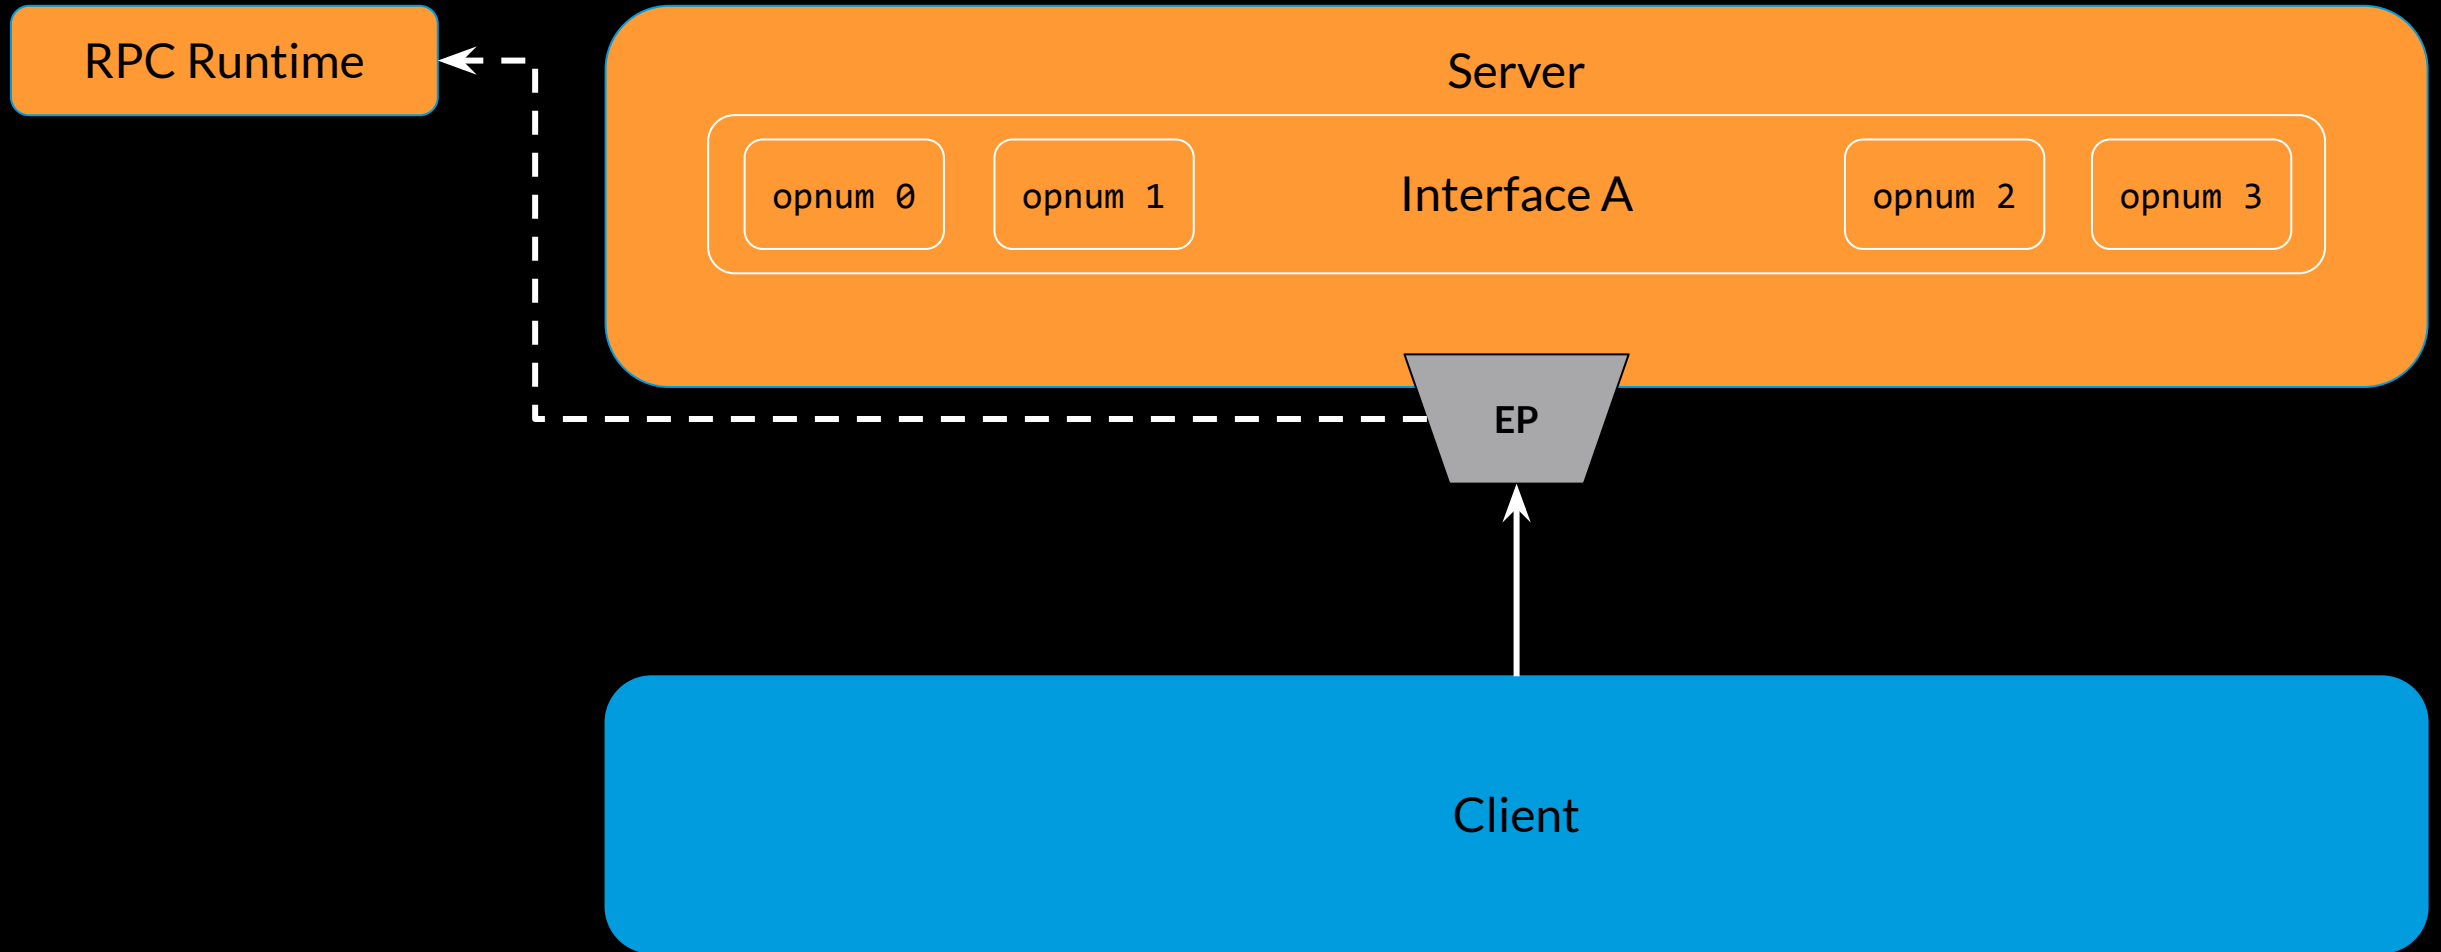 RPC Runtime
Server
opnum 0
opnum 1
Interface A
opnum 2
opnum 3
EP
Client